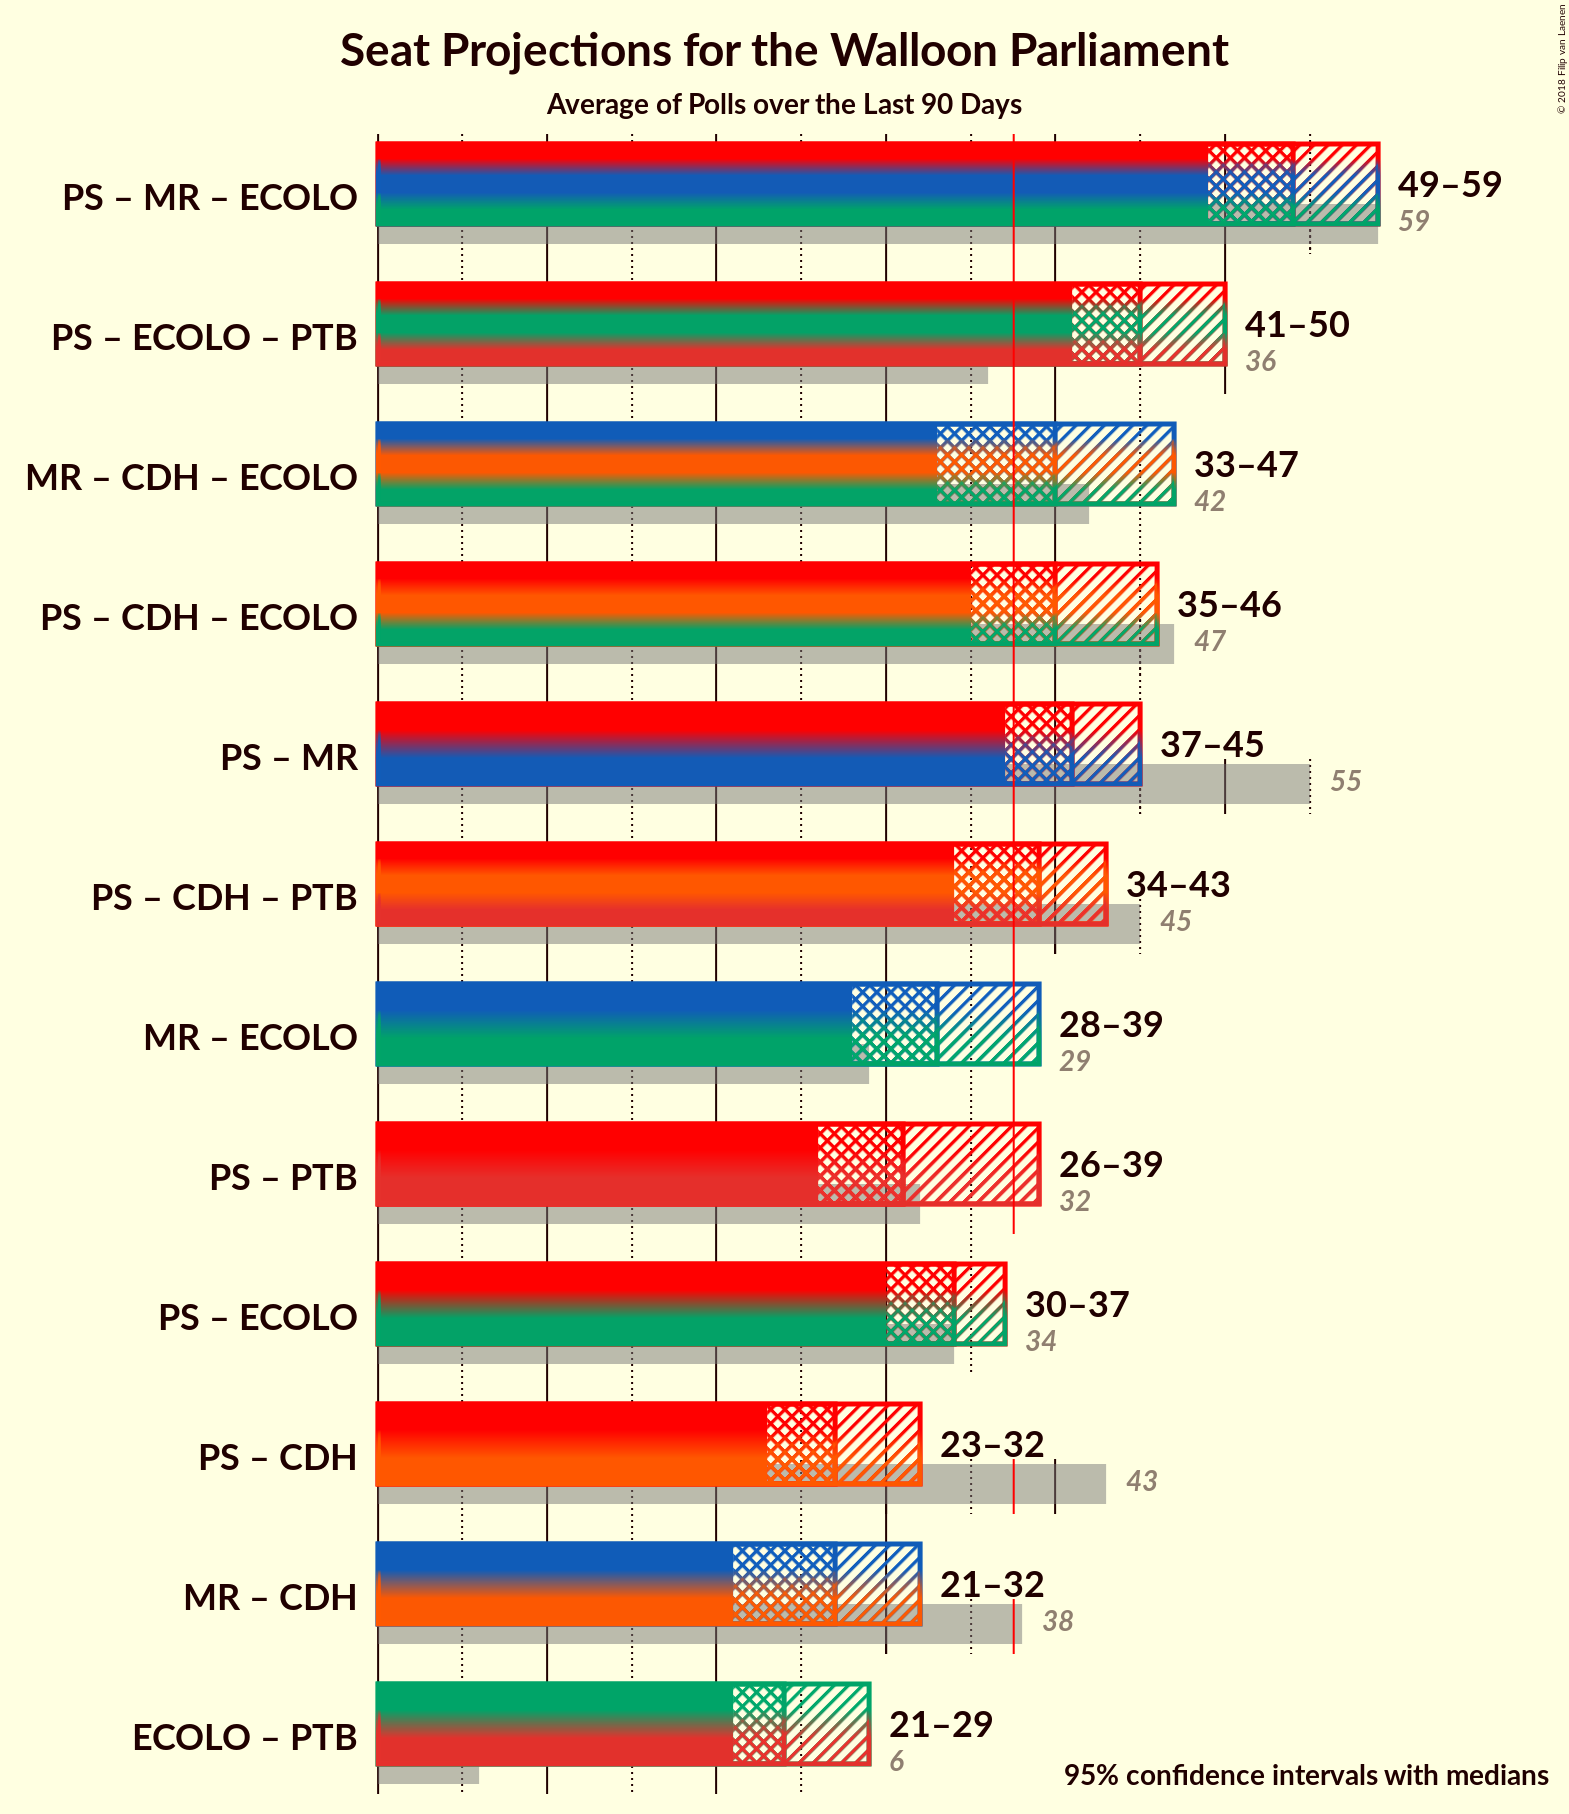 Seat Projections for the Walloon Parliament
Average of Polls over the Last 90 Days
© 2018 Filip van Laenen
PS – MR – ECOLO
49–59
59
PS – ECOLO – PTB
41–50
36
MR – CDH – ECOLO
33–47
42
PS – CDH – ECOLO
35–46
47
PS – MR
37–45
55
PS – CDH – PTB
34–43
45
MR – ECOLO
28–39
29
PS – PTB
26–39
32
PS – ECOLO
30–37
34
PS – CDH
23–32
43
MR – CDH
21–32
38
ECOLO – PTB
21–29
6
95% confidence intervals with medians